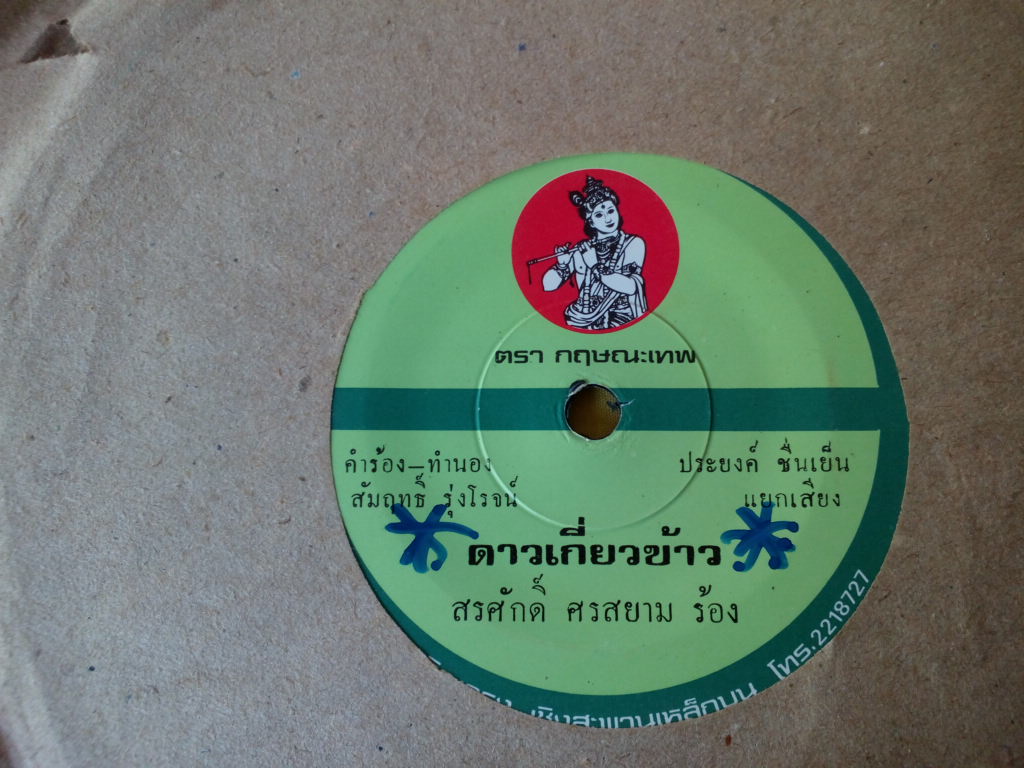 ตรา กฤษณะเทพ
คำร้อง–ทำนอง
สัมฤทธิ์ รุ่งโรจน์
ประยงค์ ชื่นเย็น
แยกเสียง
ดาวเกี่ยวข้าว
สรศักดิ์ ศรสยาม ร้อง
เชิงสะพานเหล็กบน โทร.2218727